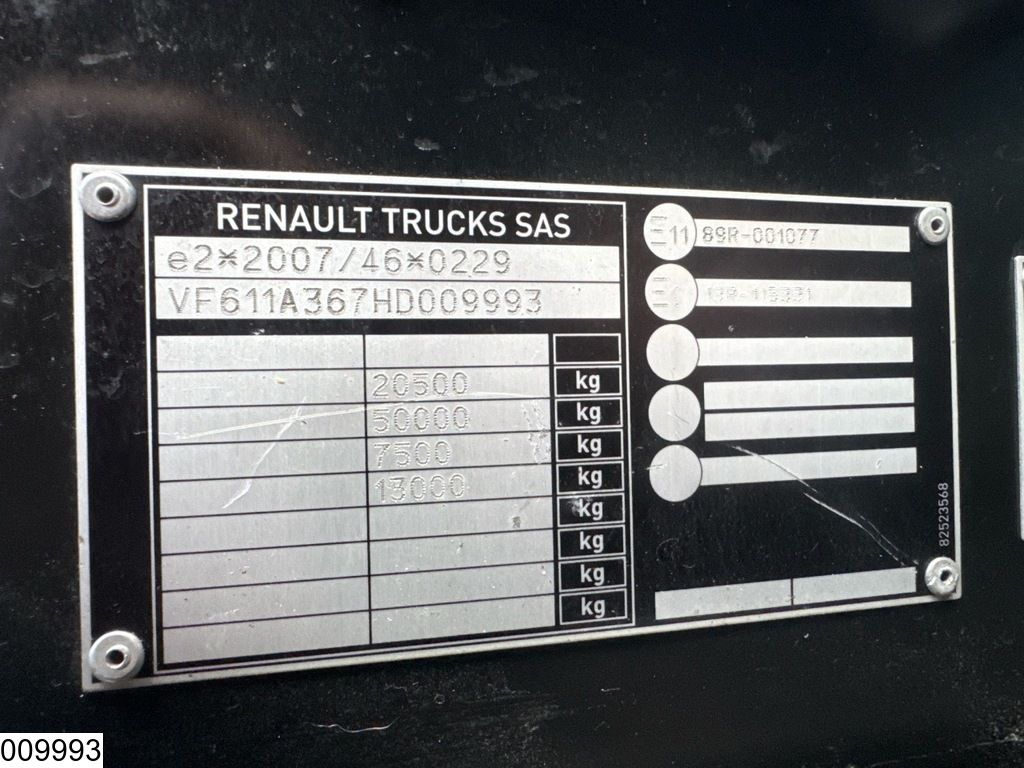 RENAULT TRUCKS SAS
e2*2007/46*0229
VF611A367HD009993
20500 kg
50000 kg
7500 kg
13000 kg
kg
kg
kg
kg
E11 89R-001077
82523568
009993